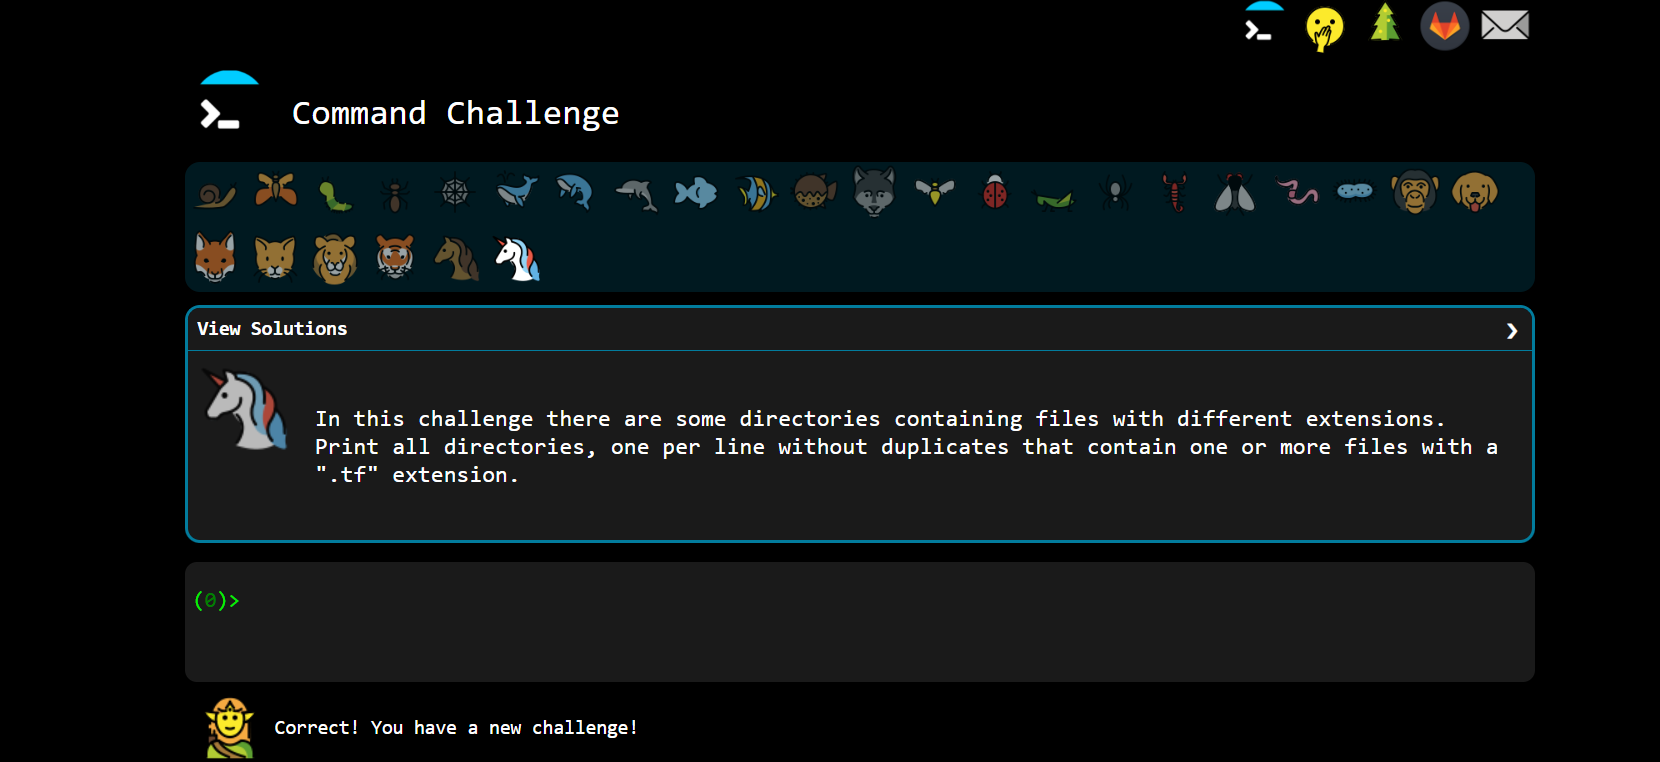 Command Challenge
View Solutions
In this challenge there are some directories containing files with different extensions.
Print all directories, one per line without duplicates that contain one or more files with a
".tf" extension.
(0)>
Correct! You have a new challenge!